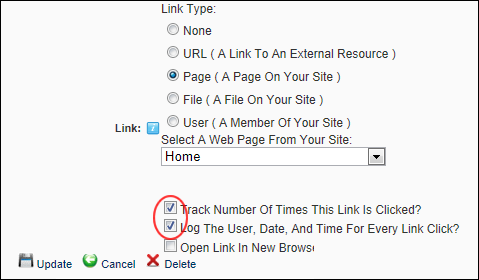 Link Type:
None
URL ( A Link To An External Resource )
Page ( A Page On Your Site )
File ( A File On Your Site )
User ( A Member Of Your Site )
Link:
Select A Web Page From Your Site:
Home
Track Number Of Times This Link Is Clicked?
Log The User, Date, And Time For Every Link Click?
Open Link In New Browse
Update Cancel Delete